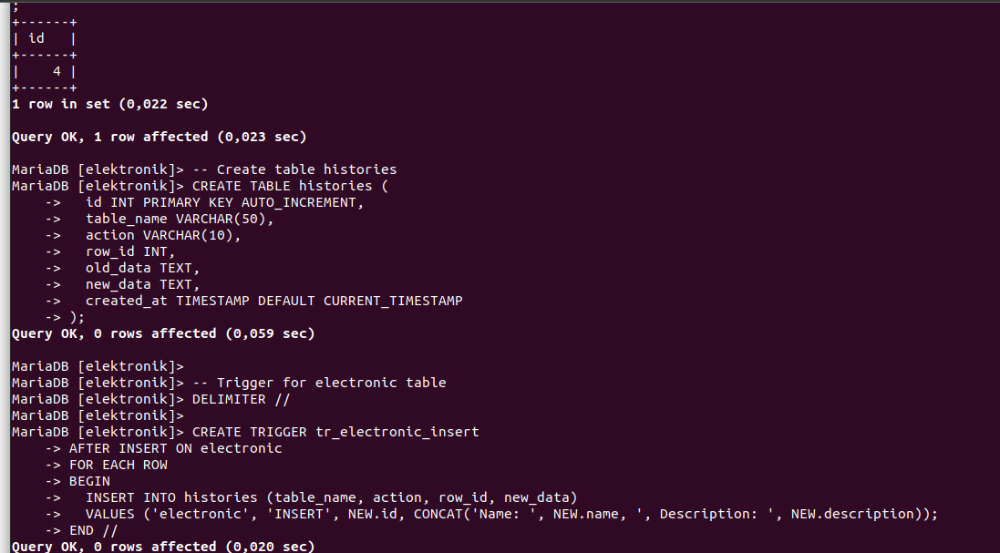 ;
+------+
| id   |
+------+
|    4 |
+------+
1 row in set (0,022 sec)
Query OK, 1 row affected (0,023 sec)
MariaDB [elektronik]> -- Create table histories
MariaDB [elektronik]> CREATE TABLE histories (
    ->   id INT PRIMARY KEY AUTO_INCREMENT,
    ->   table_name VARCHAR(50),
    ->   action VARCHAR(10),
    ->   row_id INT,
    ->   old_data TEXT,
    ->   new_data TEXT,
    ->   created_at TIMESTAMP DEFAULT CURRENT_TIMESTAMP
    -> );
Query OK, 0 rows affected (0,059 sec)
MariaDB [elektronik]>
MariaDB [elektronik]> -- Trigger for electronic table
MariaDB [elektronik]> DELIMITER //
MariaDB [elektronik]>
MariaDB [elektronik]> CREATE TRIGGER tr_electronic_insert
    -> AFTER INSERT ON electronic
    -> FOR EACH ROW
    -> BEGIN
    ->   INSERT INTO histories (table_name, action, row_id, new_data)
    ->   VALUES ('electronic', 'INSERT', NEW.id, CONCAT('Name: ', NEW.name, ', Description: ', NEW.description));
    -> END //
Query OK, 0 rows affected (0,020 sec)